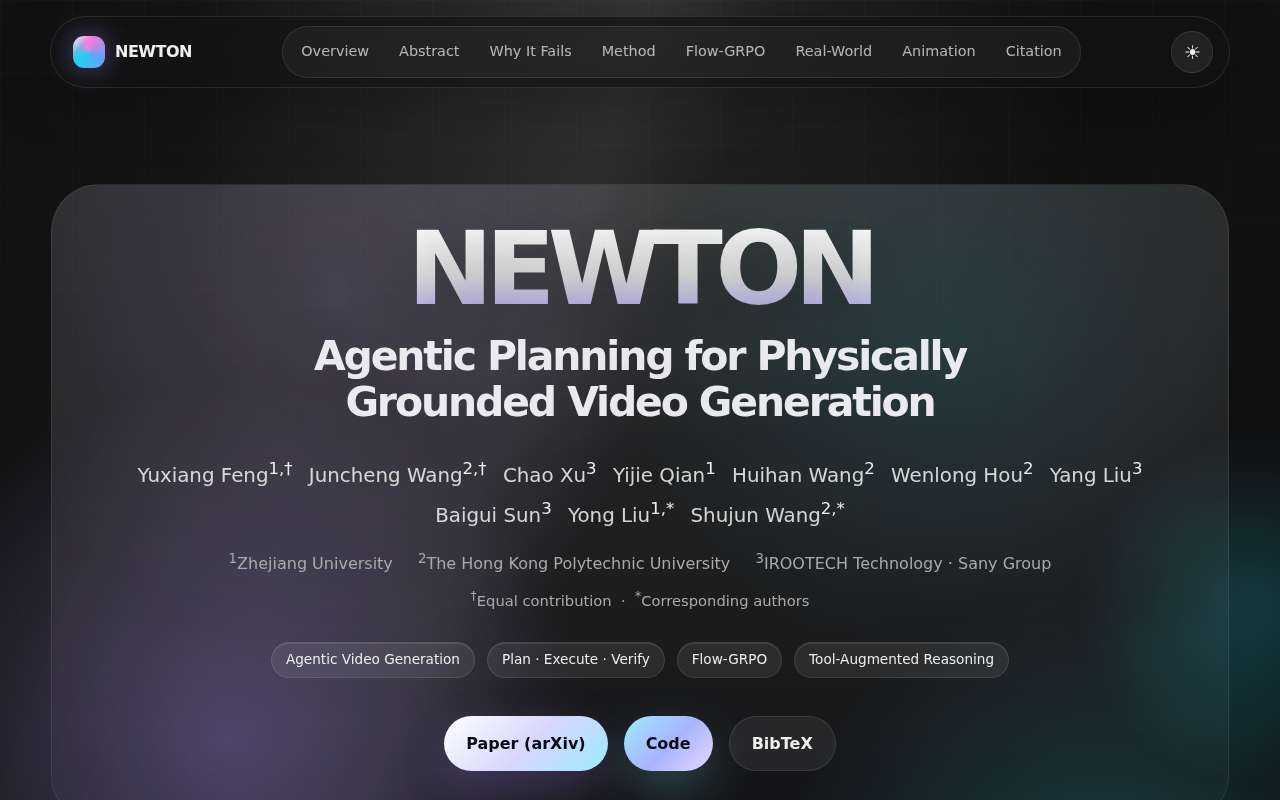 NEWTON
Overview Abstract Why It Fails Method Flow-GRPO Real-World Animation Citation
NEWTON
Agentic Planning for Physically
Grounded Video Generation
Yuxiang Feng1,† Juncheng Wang2,† Chao Xu3 Yijie Qian1 Huihan Wang2 Wenlong Hou2 Yang Liu3
Baigui Sun3 Yong Liu1,* Shujun Wang2,*
1Zhejiang University 2The Hong Kong Polytechnic University 3IROOTECH Technology · Sany Group
†Equal contribution · *Corresponding authors
Agentic Video Generation Plan · Execute · Verify Flow-GRPO Tool-Augmented Reasoning
Paper (arXiv) Code BibTeX